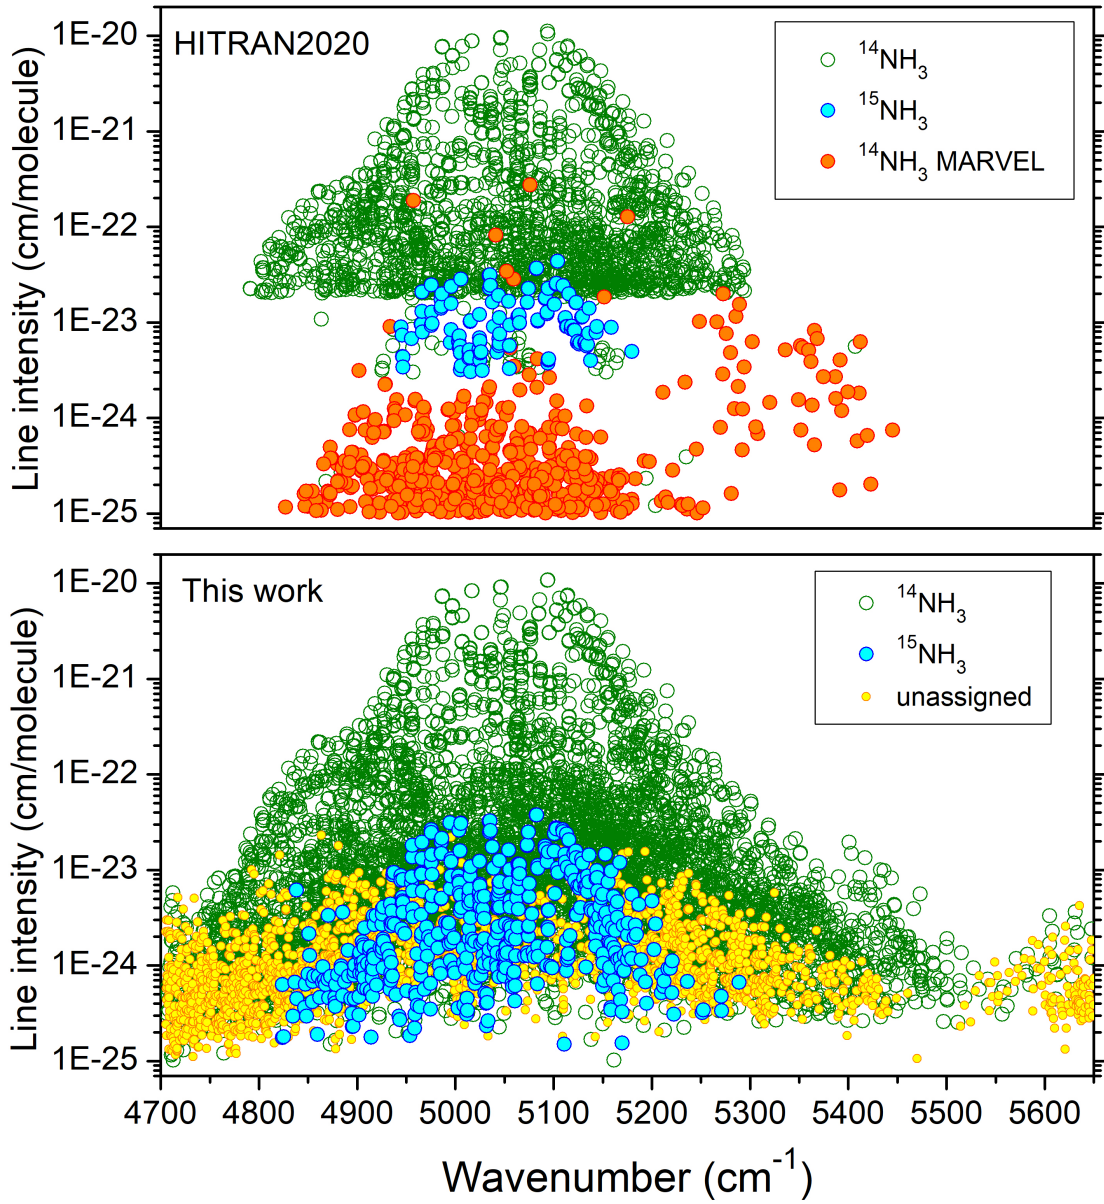 HITRAN2020
14NH3
15NH3
14NH3 MARVEL
1E-20
1E-21
1E-22
1E-23
1E-24
1E-25
Line intensity (cm/molecule)
This work
14NH3
15NH3
unassigned
1E-20
1E-21
1E-22
1E-23
1E-24
1E-25
Line intensity (cm/molecule)
4700 4800 4900 5000 5100 5200 5300 5400 5500 5600
Wavenumber (cm-1)